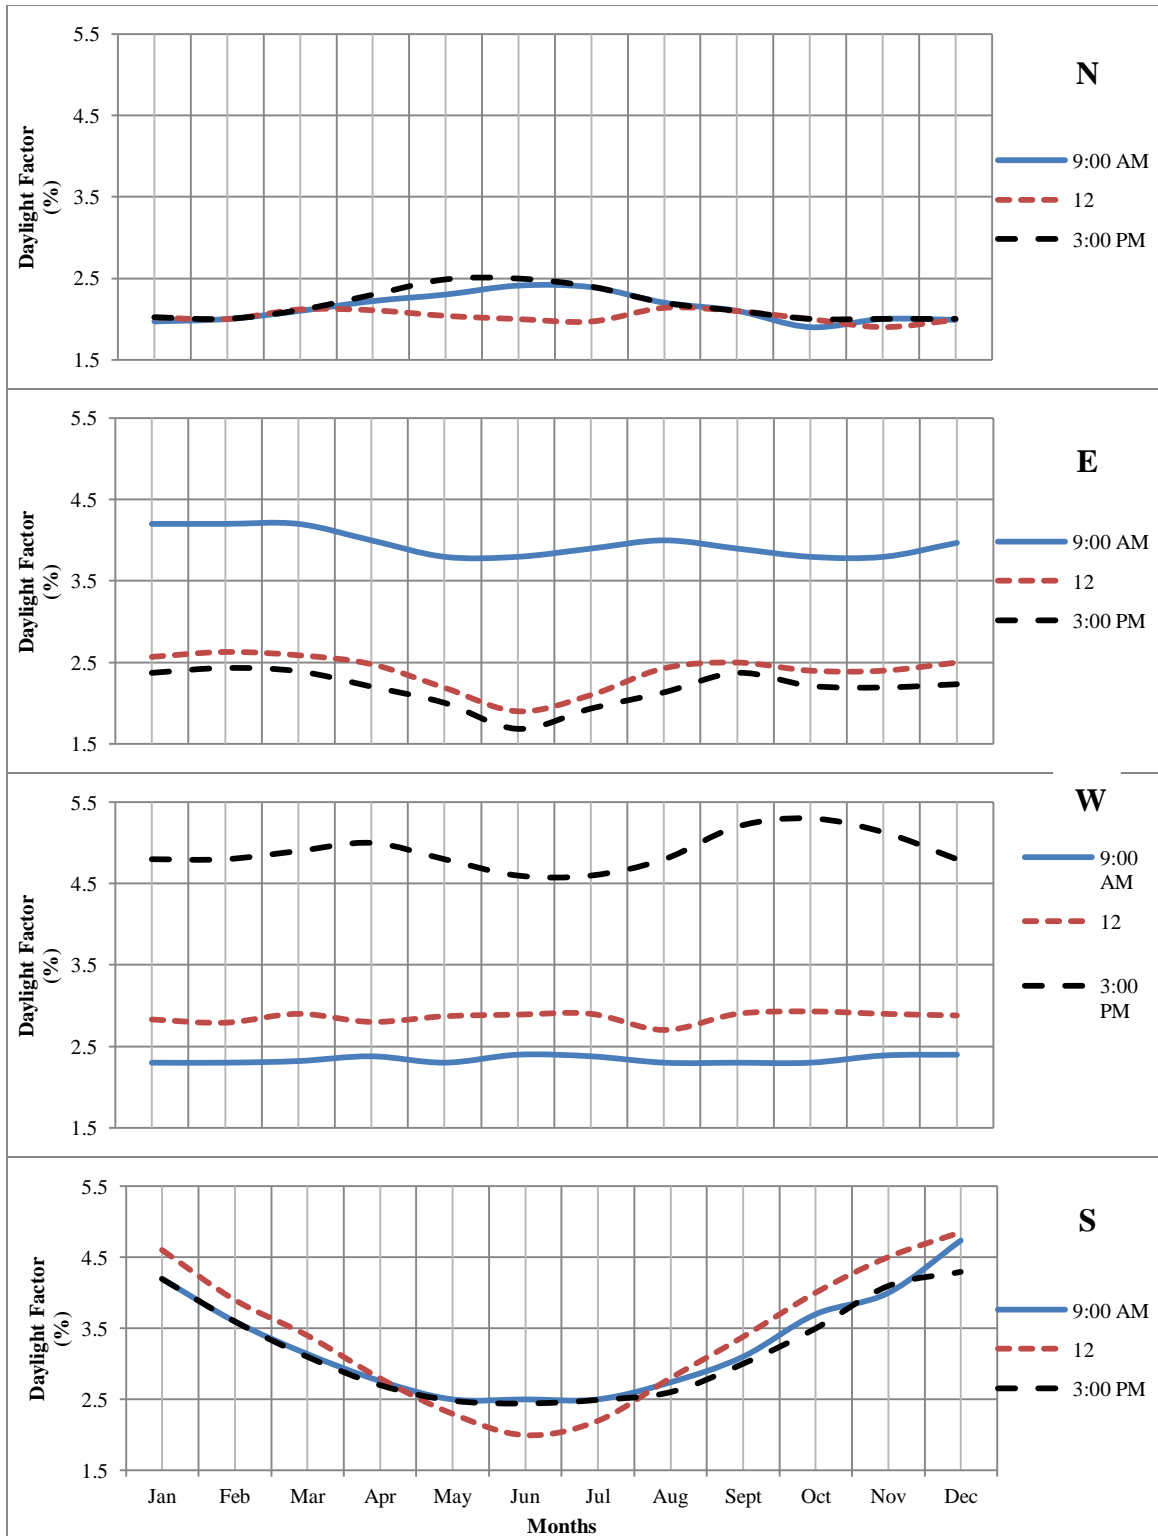 5.5
4.5
3.5
2.5
1.5
Daylight Factor
(%)
N
9:00 AM
12
3:00 PM
5.5
4.5
3.5
2.5
1.5
Daylight Factor
(%)
E
9:00 AM
12
3:00 PM
5.5
4.5
3.5
2.5
1.5
Daylight Factor
(%)
W
9:00
AM
12
3:00
PM
5.5
4.5
3.5
2.5
1.5
Daylight Factor
(%)
S
9:00 AM
12
3:00 PM
Jan Feb Mar Apr May Jun Jul Aug Sept Oct Nov Dec
Months